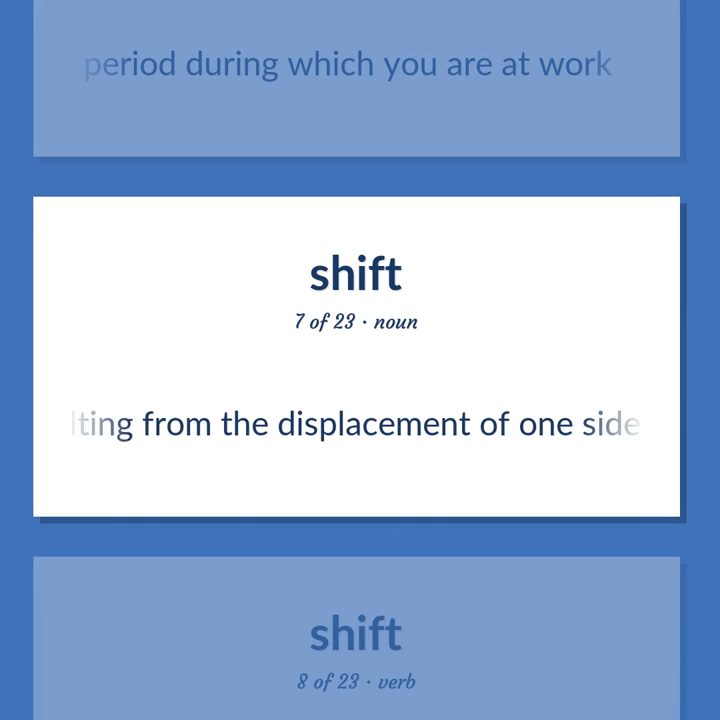 period during which you are at work
shift
7 of 23 · noun
lting from the displacement of one side
shift
8 of 23 · verb